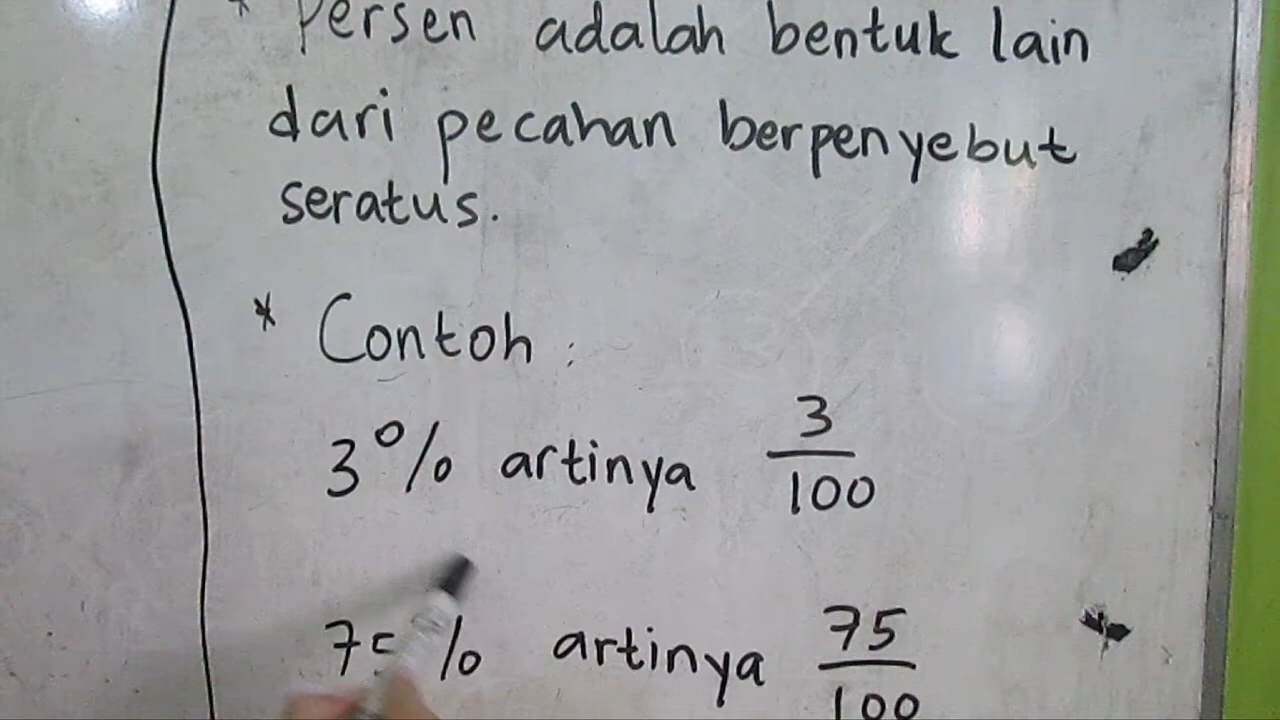 * Persen adalah bentuk lain
dari pecahan berpenyebut
seratus.
* Contoh :
3% artinya 3/100
75% artinya 75/100